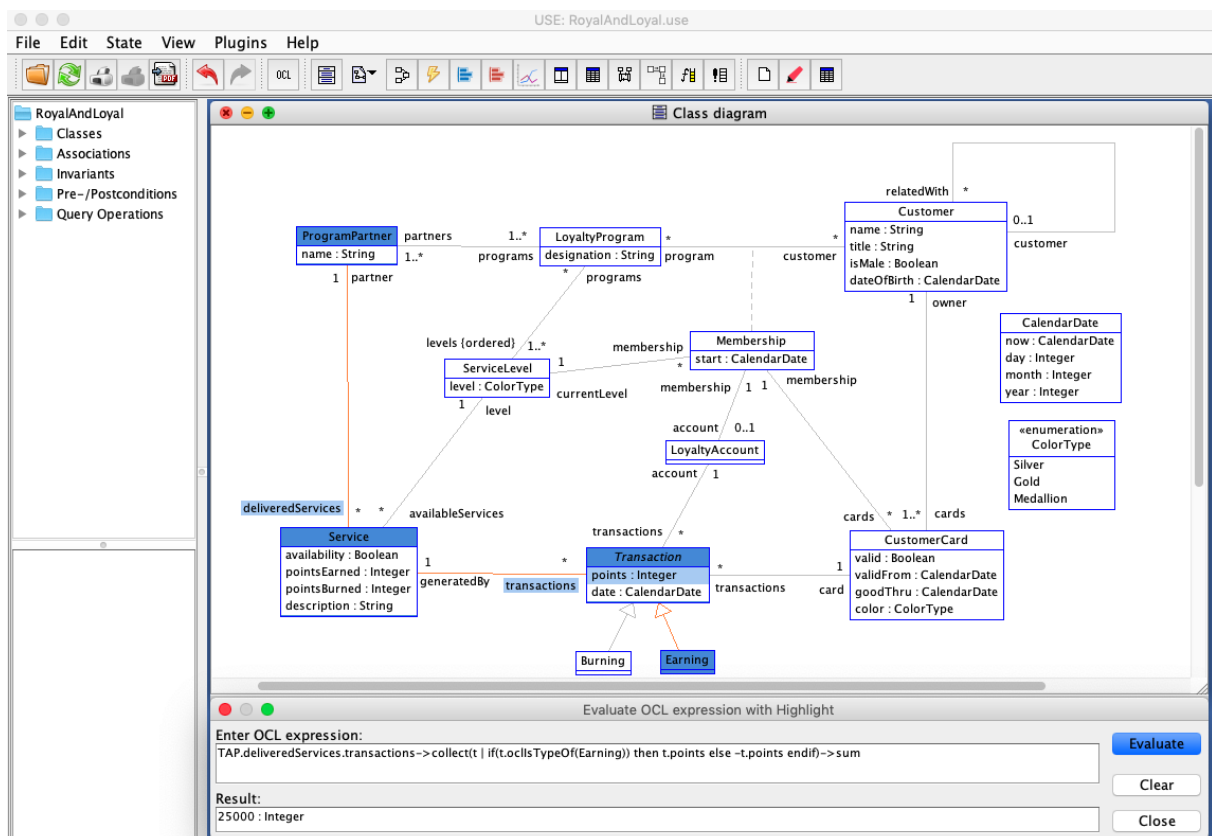 USE: RoyalAndLoyal.use
File Edit State View Plugins Help
PDF
OCL
RoyalAndLoyal
Classes
Associations
Invariants
Pre-/Postconditions
Query Operations
Class diagram
relatedWith *
Customer
name : String
title : String
isMale : Boolean
dateOfBirth : CalendarDate
0..1
customer
ProgramPartner
name : String
partners
1..*
1..*
programs
LoyaltyProgram
designation : String
*
program
*
customer
1 partner
*
programs
1
owner
CalendarDate
now : CalendarDate
day : Integer
month : Integer
year : Integer
levels {ordered} 1..*
ServiceLevel
level : ColorType
1
currentLevel
membership
*
Membership
start : CalendarDate
1
level
membership 1
1 membership
«enumeration»
ColorType
Silver
Gold
Medallion
account 0..1
LoyaltyAccount
account 1
deliveredServices *
* availableServices
transactions *
cards *
1..* cards
Service
availability : Boolean
pointsEarned : Integer
pointsBurned : Integer
description : String
1
generatedBy
*
transactions
Transaction
points : Integer
date : CalendarDate
*
transactions
1
card
CustomerCard
valid : Boolean
validFrom : CalendarDate
goodThru : CalendarDate
color : ColorType
Burning
Earning
Evaluate OCL expression with Highlight
Enter OCL expression:
TAP.deliveredServices.transactions->collect(t | if(t.oclIsTypeOf(Earning)) then t.points else -t.points endif)->sum
Evaluate
Clear
Result:
25000 : Integer
Close